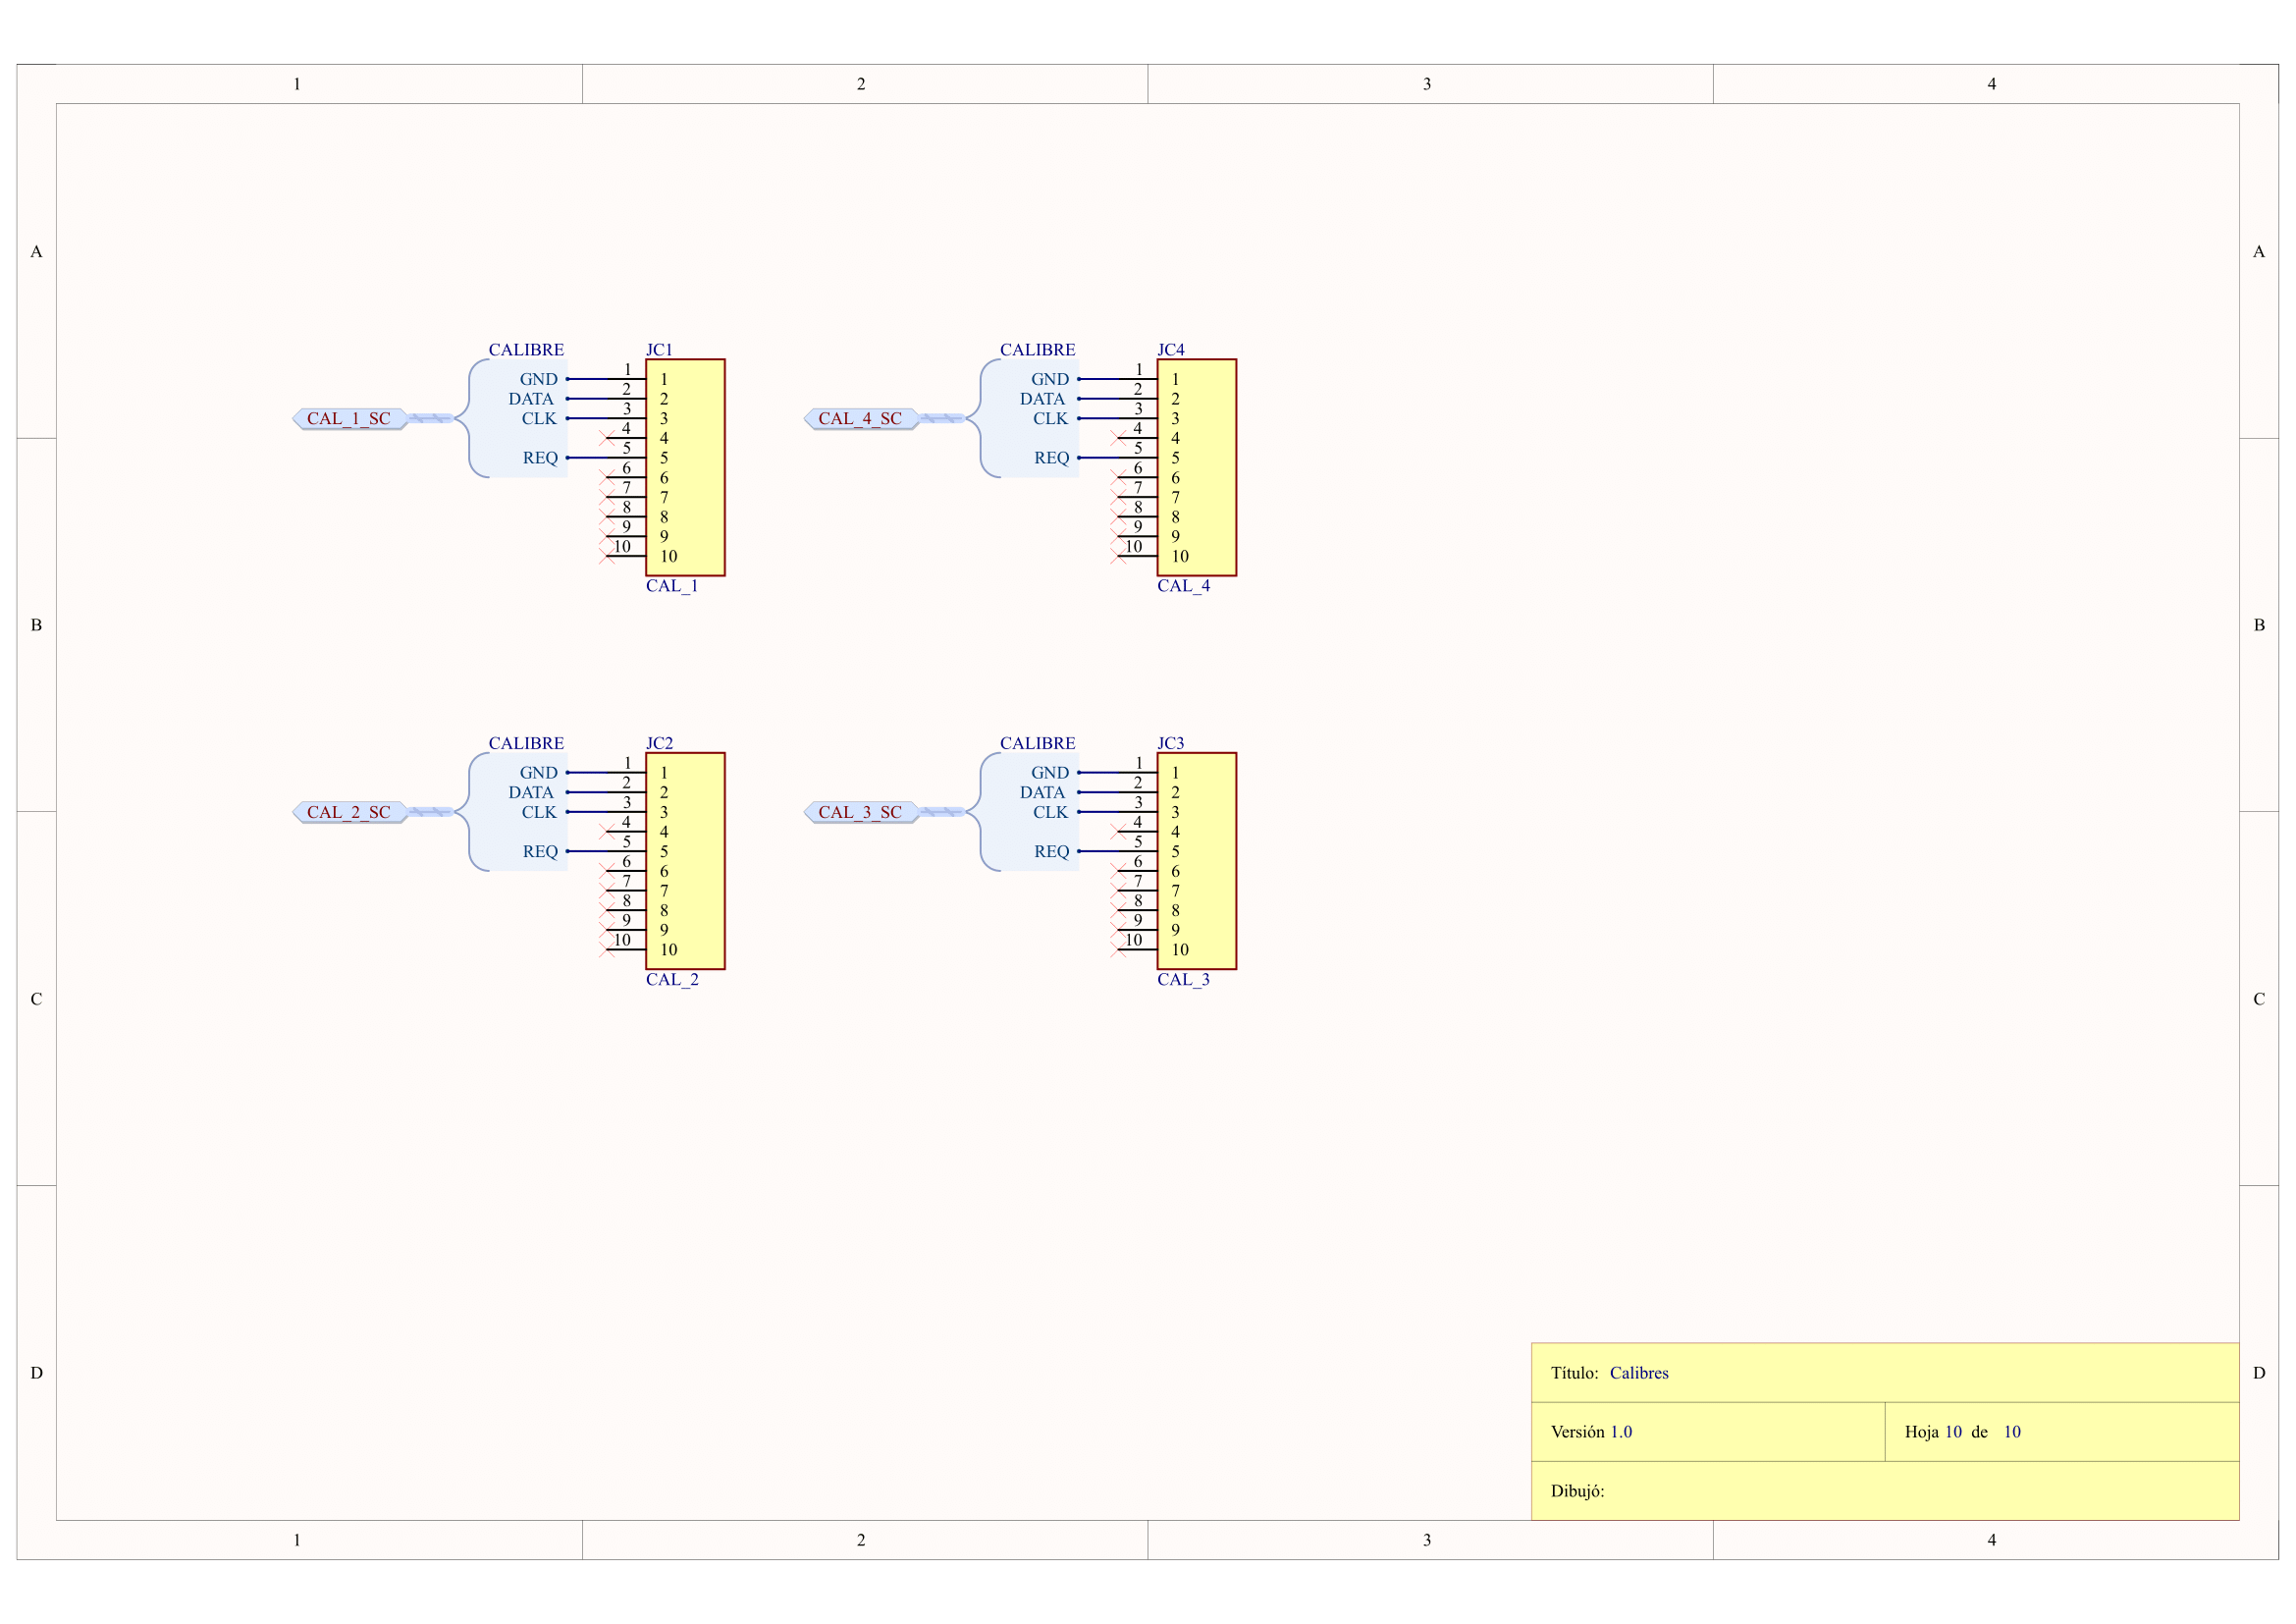 1 2 3 4
A A
CALIBRE JC1
GND 1 1
DATA 2 2
CAL_1_SC CLK 3 3
4 4
REQ 5 5
6 6
7 7
8 8
9 9
10 10
CAL_1
CALIBRE JC4
GND 1 1
DATA 2 2
CAL_4_SC CLK 3 3
4 4
REQ 5 5
6 6
7 7
8 8
9 9
10 10
CAL_4
B B
CALIBRE JC2
GND 1 1
DATA 2 2
CAL_2_SC CLK 3 3
4 4
REQ 5 5
6 6
7 7
8 8
9 9
10 10
CAL_2
CALIBRE JC3
GND 1 1
DATA 2 2
CAL_3_SC CLK 3 3
4 4
REQ 5 5
6 6
7 7
8 8
9 9
10 10
CAL_3
C C
D D
Título: Calibres
Versión 1.0 Hoja 10 de 10
Dibujó:
1 2 3 4